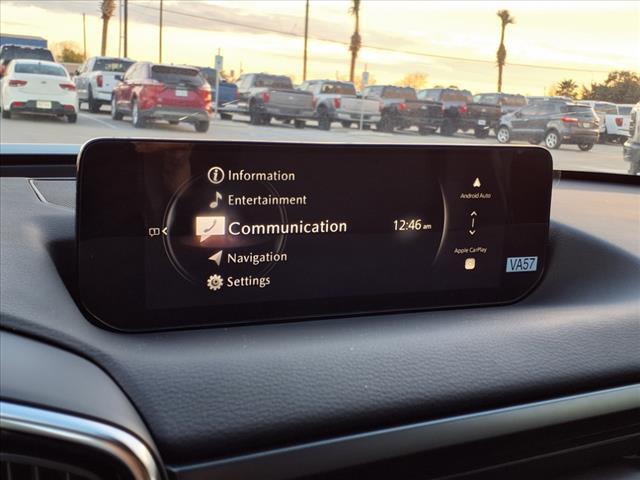 Information
Entertainment
Communication
Navigation
Settings
12:46 am
Android Auto
Apple CarPlay
VA57